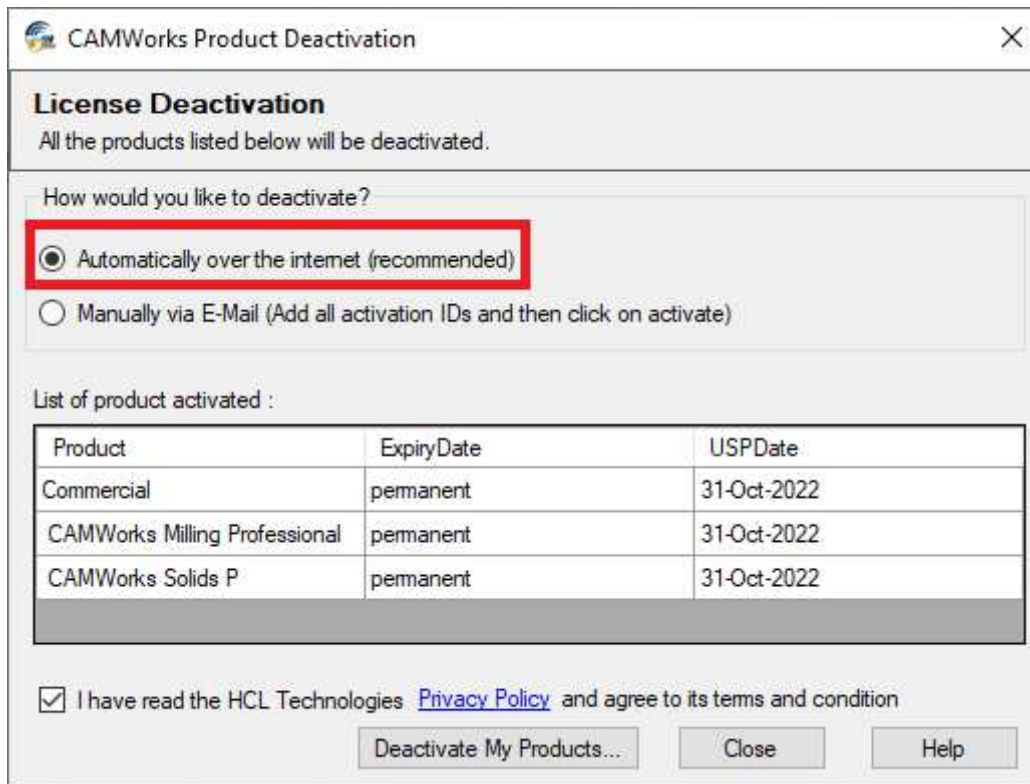 CAMWorks Product Deactivation
License Deactivation
All the products listed below will be deactivated.
How would you like to deactivate?
Automatically over the internet (recommended)
Manually via E-Mail (Add all activation IDs and then click on activate)
List of product activated :
Product ExpiryDate USPDate
Commercial permanent 31-Oct-2022
CAMWorks Milling Professional permanent 31-Oct-2022
CAMWorks Solids P permanent 31-Oct-2022
I have read the HCL Technologies Privacy Policy and agree to its terms and condition
Deactivate My Products... Close Help